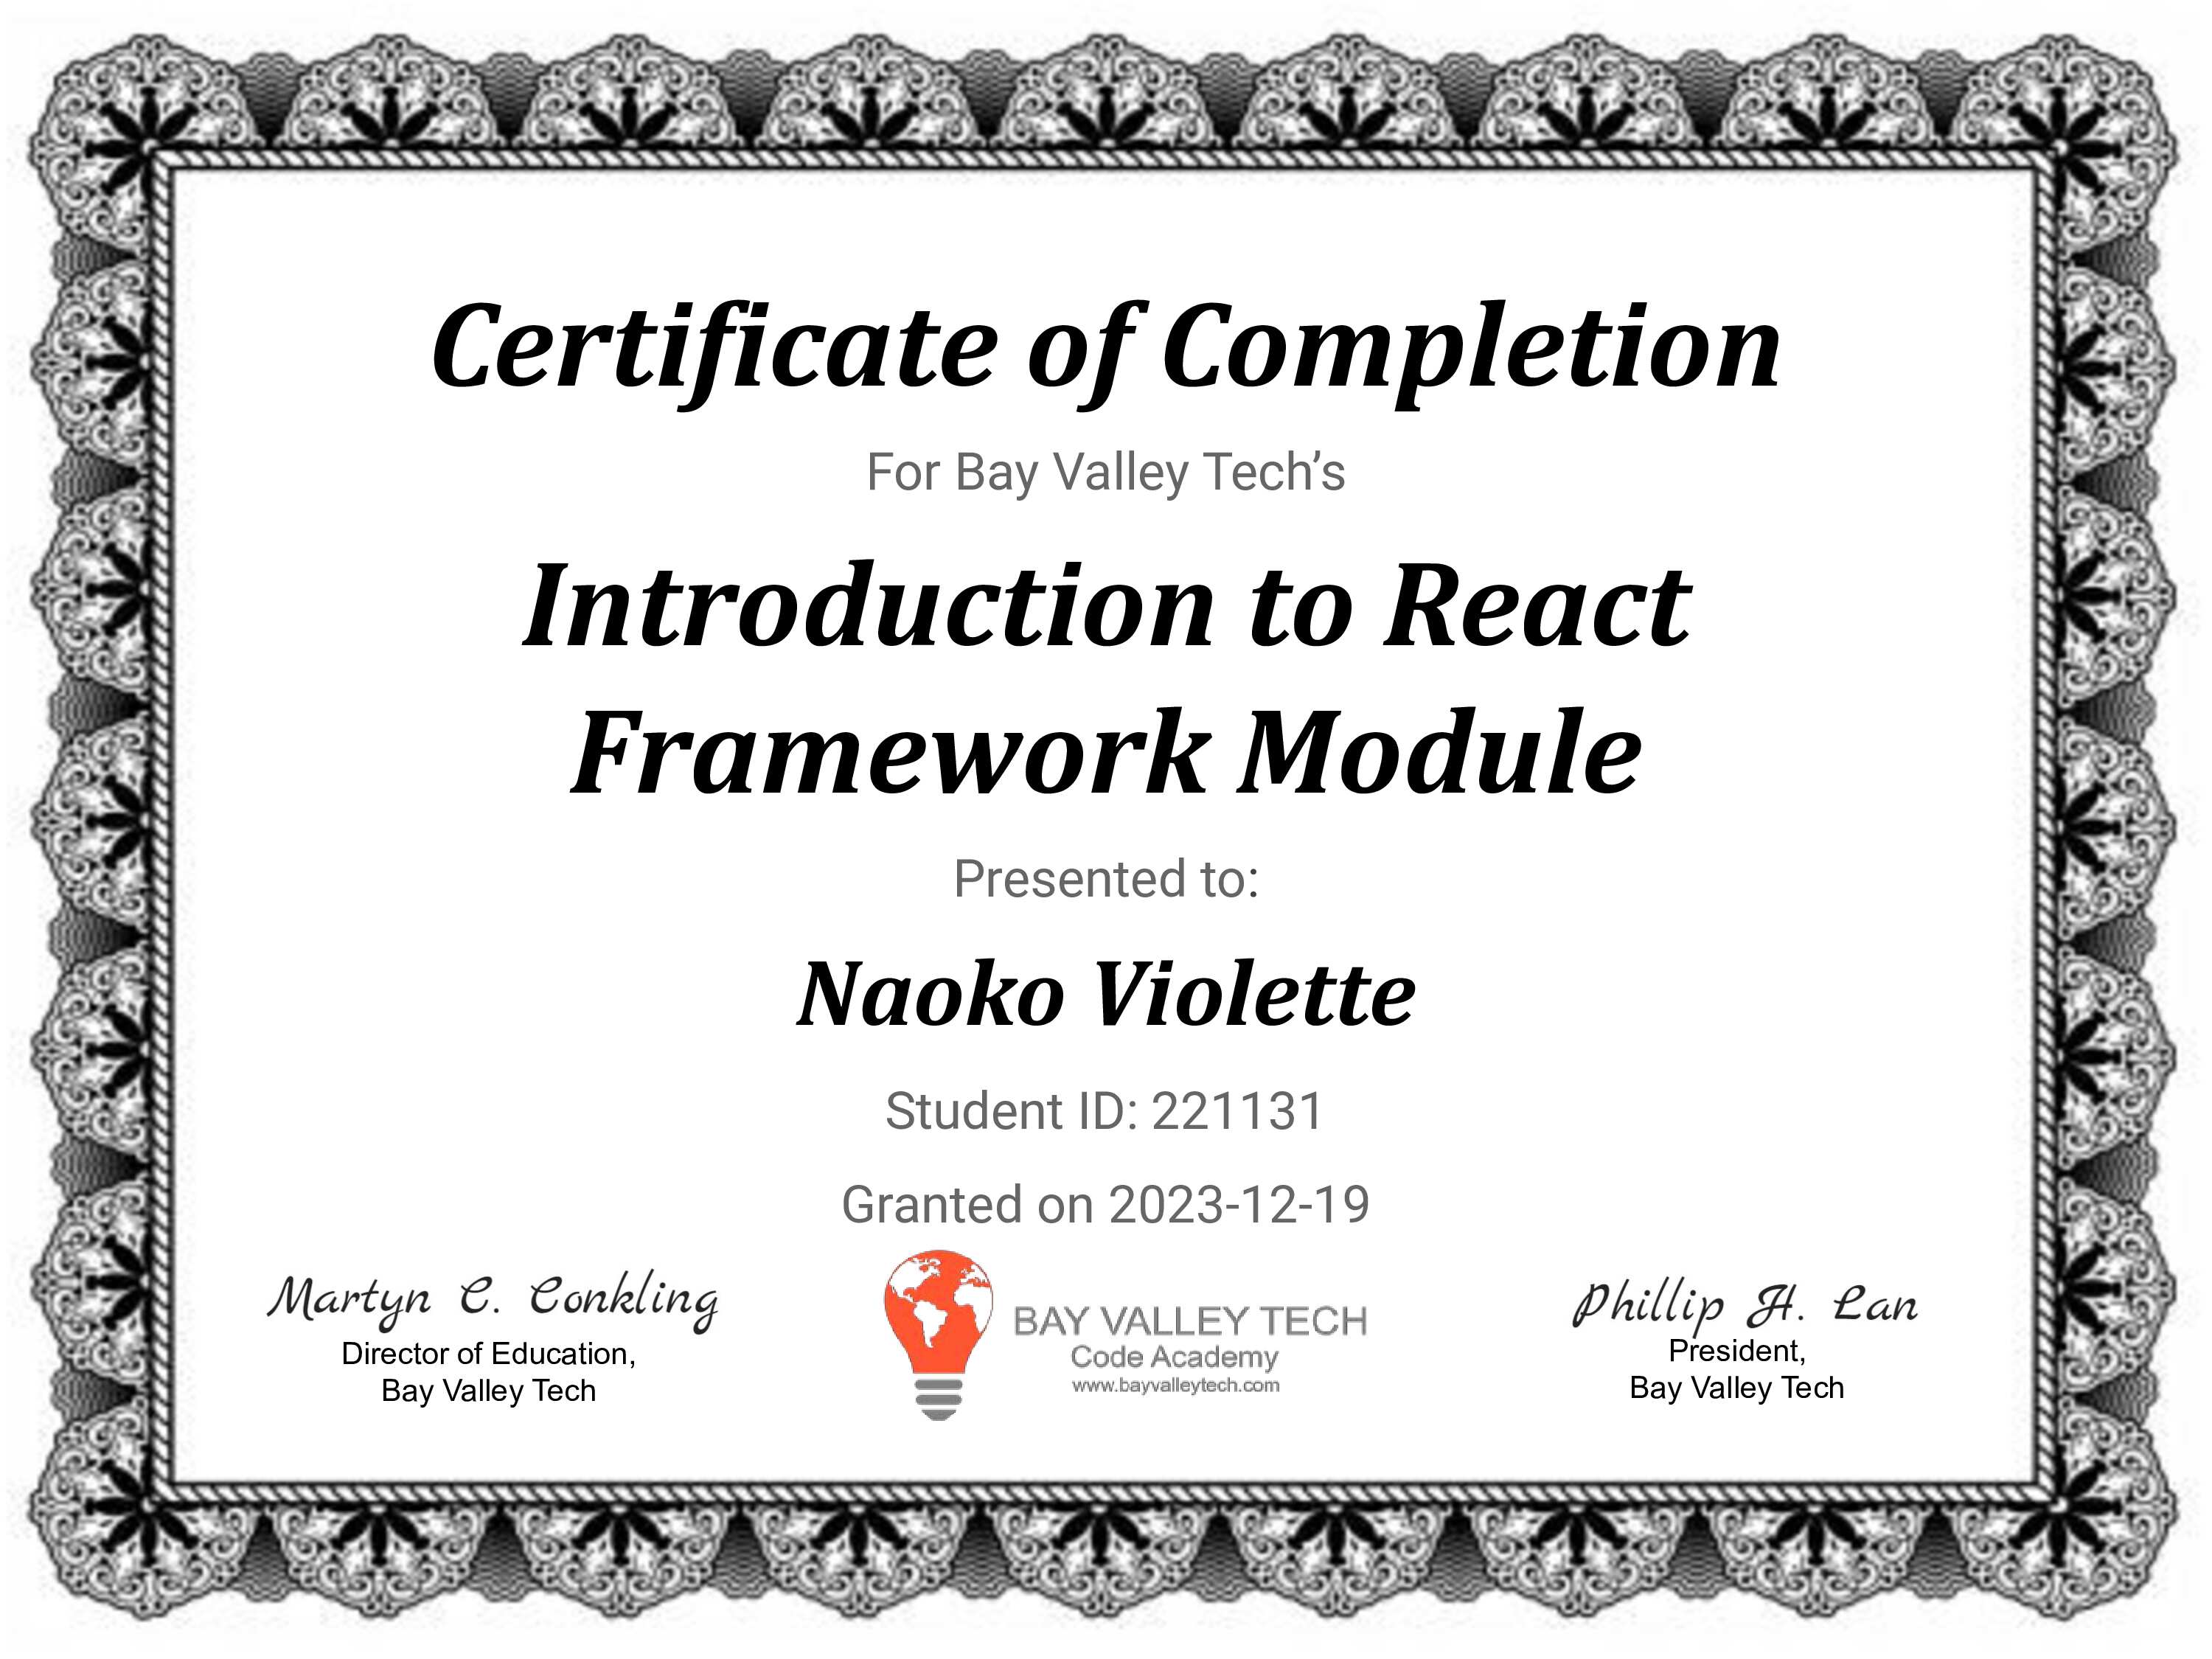 Certificate of Completion
For Bay Valley Tech’s
Introduction to React
Framework Module
Presented to:
Naoko Violette
Student ID: 221131
Granted on 2023-12-19
Martyn C. Conkling
Director of Education,
Bay Valley Tech
BAY VALLEY TECH
Code Academy
www.bayvalleytech.com
Phillip H. Lan
President,
Bay Valley Tech